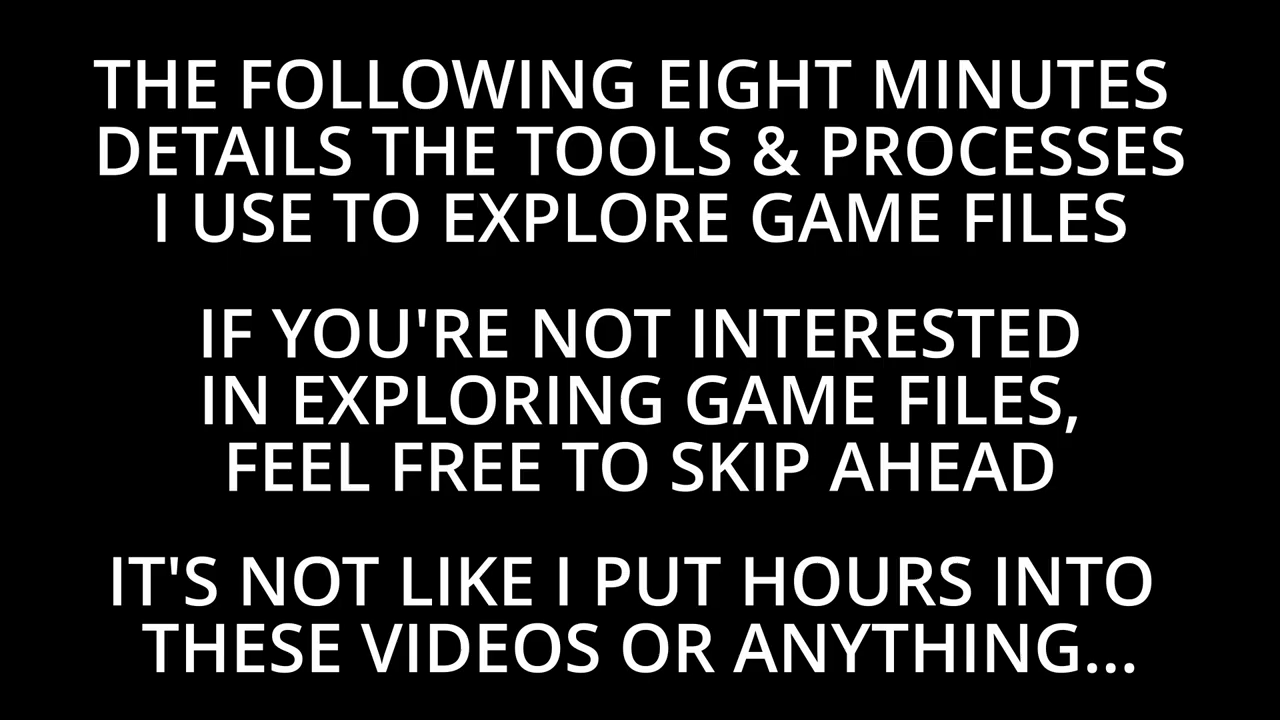 THE FOLLOWING EIGHT MINUTES
DETAILS THE TOOLS & PROCESSES
I USE TO EXPLORE GAME FILES
IF YOU'RE NOT INTERESTED
IN EXPLORING GAME FILES,
FEEL FREE TO SKIP AHEAD
IT'S NOT LIKE I PUT HOURS INTO
THESE VIDEOS OR ANYTHING...